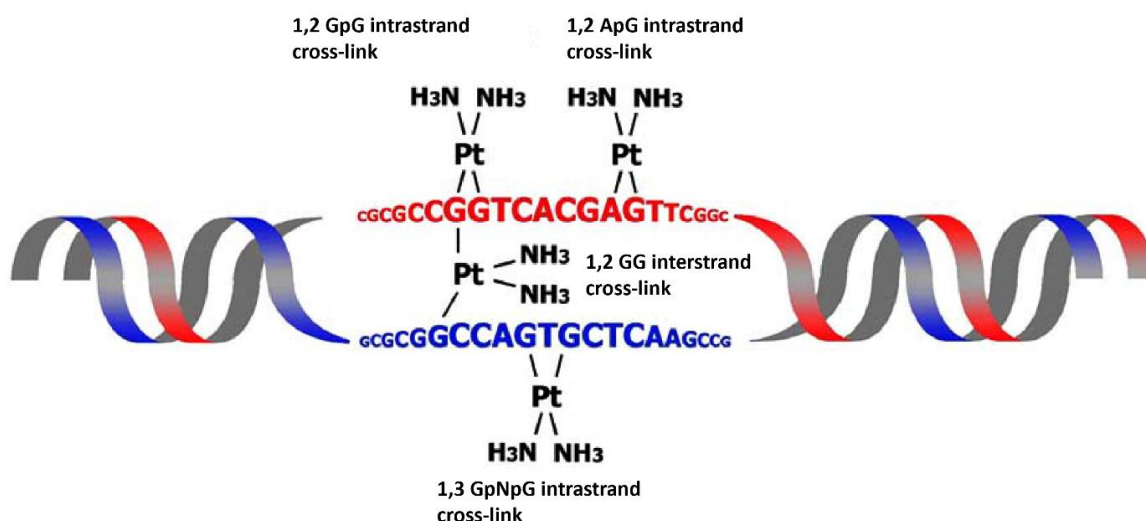 1,2 GpG intrastrand
cross-link
1,2 ApG intrastrand
cross-link
H3N NH3
H3N NH3
Pt
Pt
CGCGCCGGTCACGAGTTCGGC
Pt
NH3
NH3
1,2 GG interstrand
cross-link
GCGCGGCCAGTGCTCAAGCCG
Pt
H3N NH3
1,3 GpNpG intrastrand
cross-link